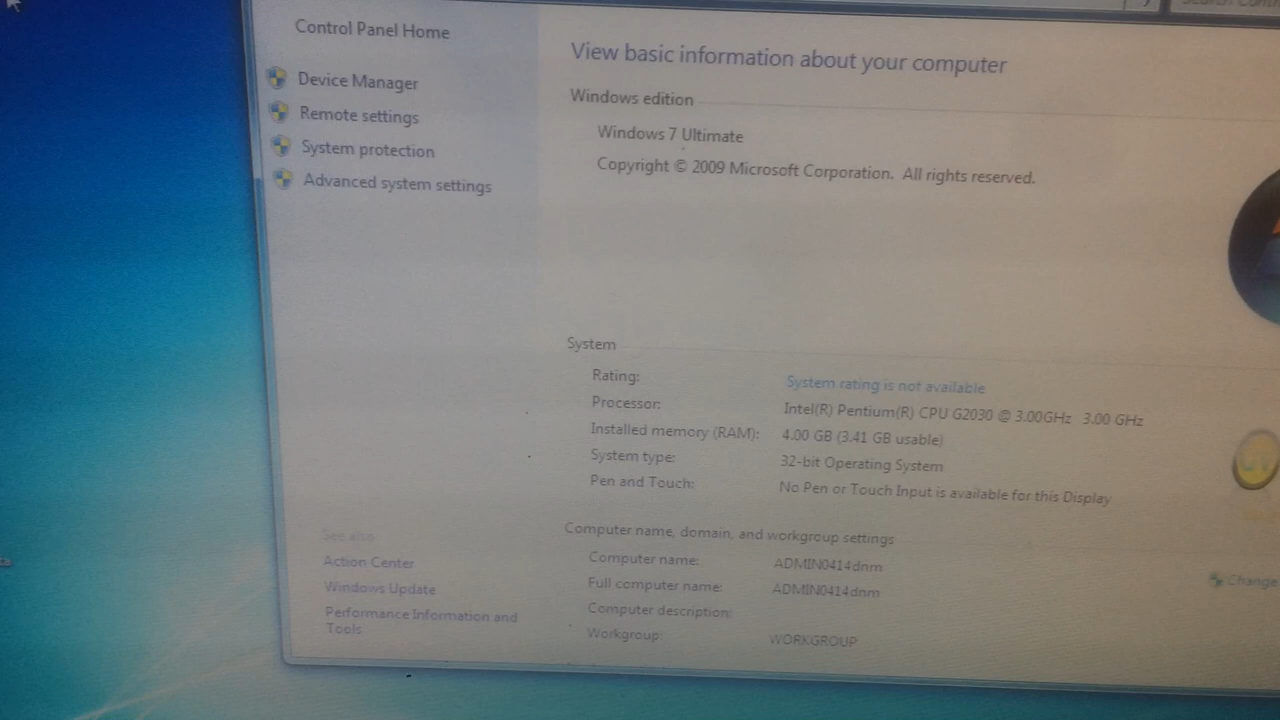 Control Panel Home
Device Manager
Remote settings
System protection
Advanced system settings
See also
Action Center
Windows Update
Performance Information and
Tools
View basic information about your computer
Windows edition
Windows 7 Ultimate
Copyright © 2009 Microsoft Corporation. All rights reserved.
System
Rating: System rating is not available
Processor: Intel(R) Pentium(R) CPU G2030 @ 3.00GHz 3.00 GHz
Installed memory (RAM): 4.00 GB (3.41 GB usable)
System type: 32-bit Operating System
Pen and Touch: No Pen or Touch Input is available for this Display
Computer name, domain, and workgroup settings
Computer name: ADMIN0414dnm
Full computer name: ADMIN0414dnm
Computer description:
Workgroup: WORKGROUP
Change